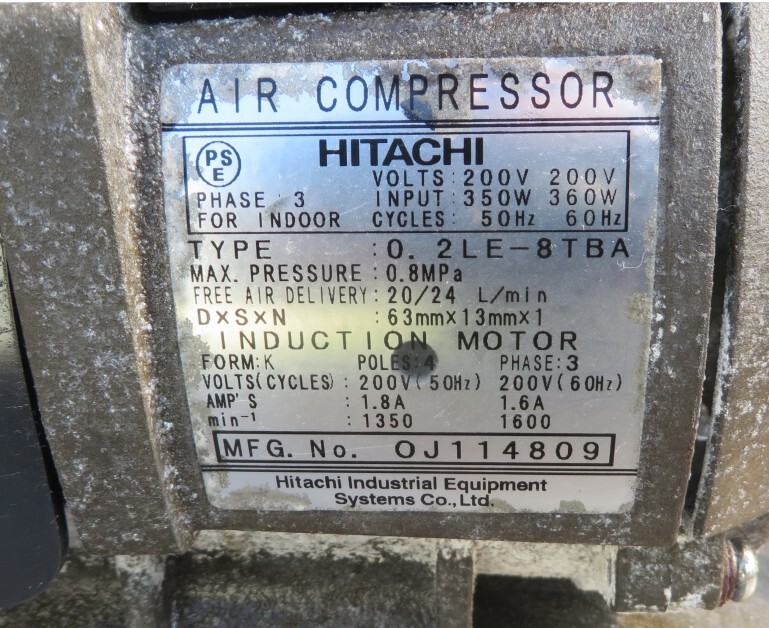 AIR COMPRESSOR
PS E HITACHI
VOLTS: 200V 200V
PHASE : 3 INPUT: 350W 360W
FOR INDOOR CYCLES: 50Hz 60Hz
TYPE : 0. 2LE-8TBA
MAX. PRESSURE : 0.8MPa
FREE AIR DELIVERY: 20/24 L/min
D×S×N : 63mm×13mm×1
INDUCTION MOTOR
FORM: K POLES: 4 PHASE: 3
VOLTS(CYCLES) : 200V(50Hz) 200V(60Hz)
AMP'S : 1.8A 1.6A
min⁻¹ : 1350 1600
MFG. No. OJ114809
Hitachi Industrial Equipment
Systems Co., Ltd.